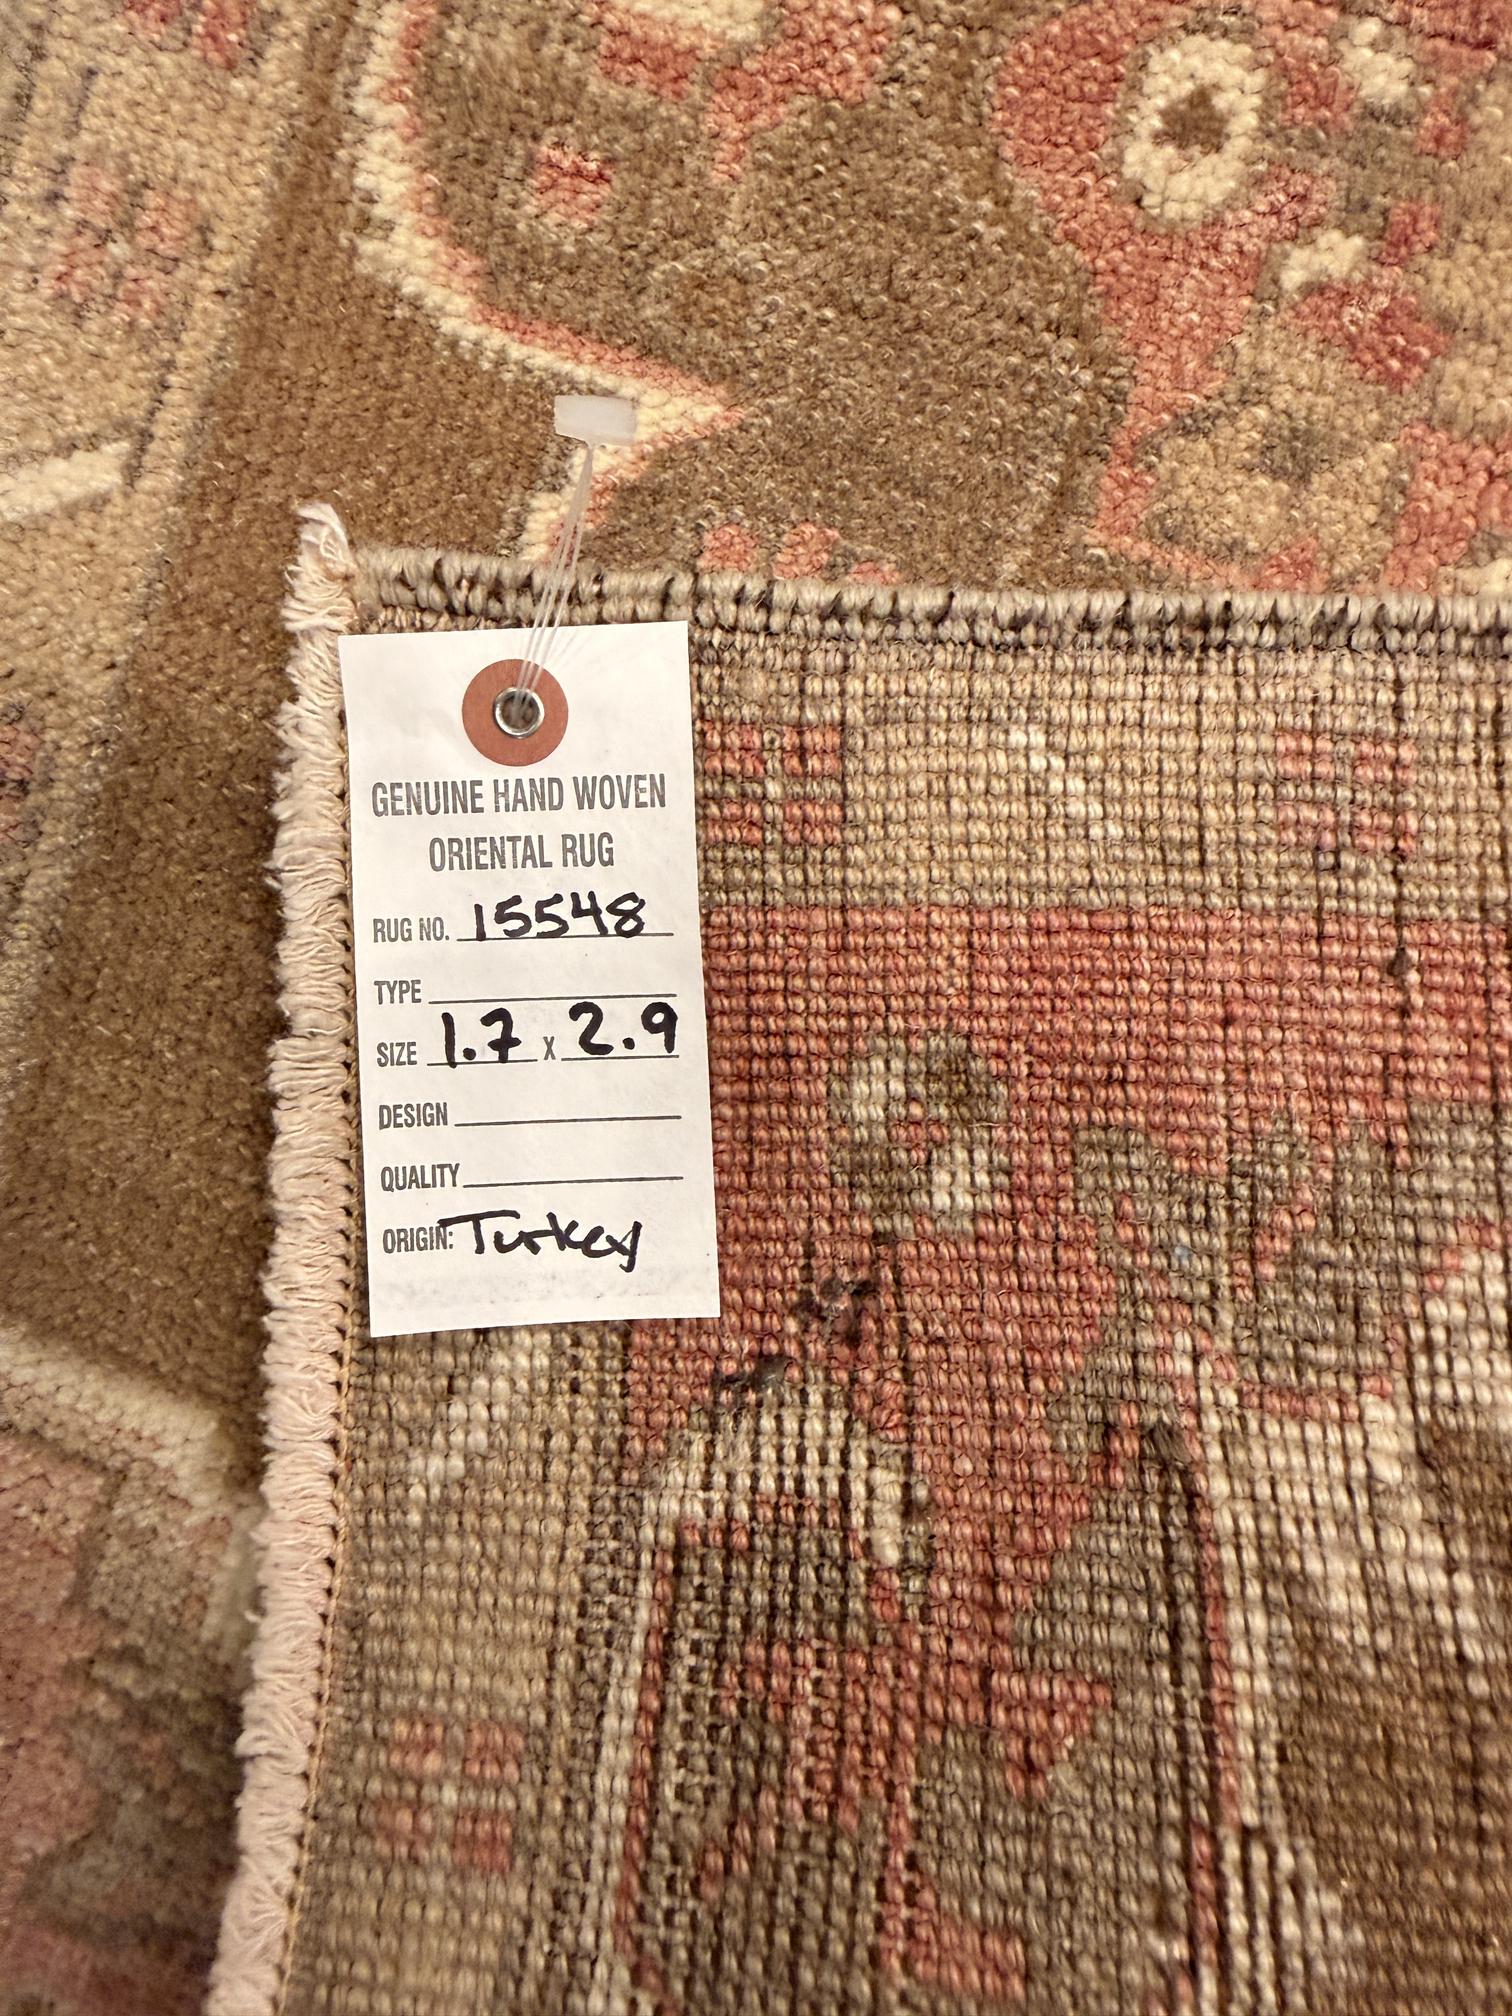 GENUINE HAND WOVEN
ORIENTAL RUG
RUG NO. 15548
TYPE
SIZE 1.7 x 2.9
DESIGN
QUALITY
ORIGIN: Turkey